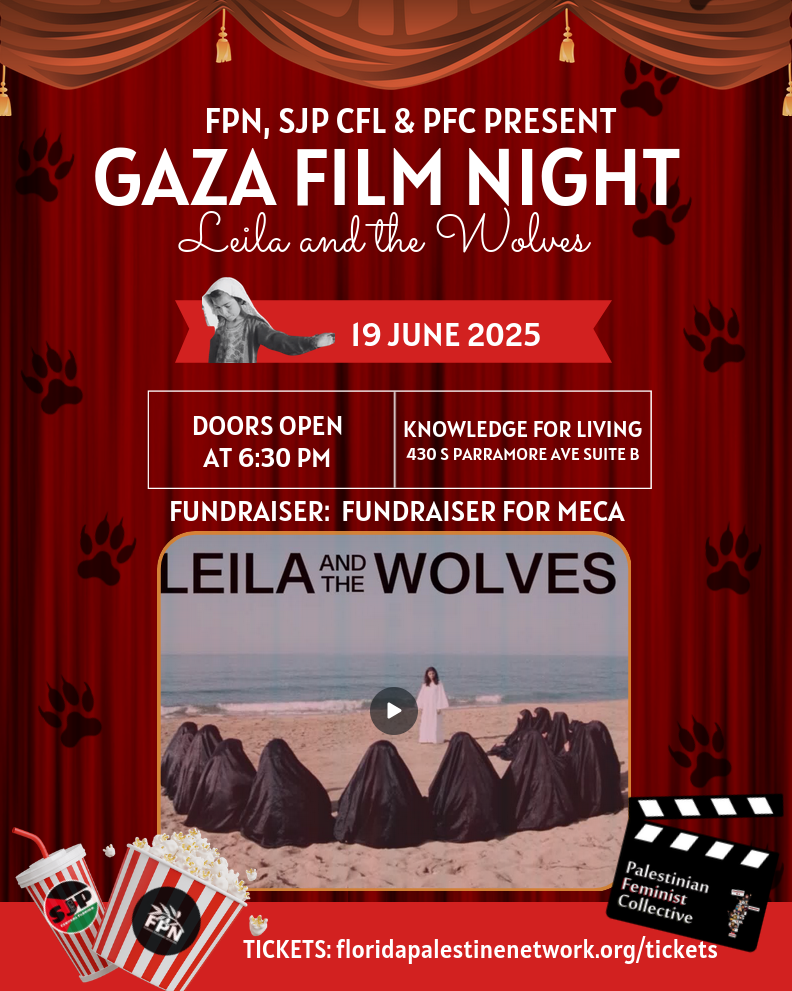 FPN, SJP CFL & PFC PRESENT
GAZA FILM NIGHT
Leila and the Wolves
19 JUNE 2025
DOORS OPEN
AT 6:30 PM
KNOWLEDGE FOR LIVING
430 S PARRAMORE AVE SUITE B
FUNDRAISER: FUNDRAISER FOR MECA
LEILA AND THE WOLVES
Palestinian
Feminist
Collective
SJP
FPN
TICKETS: floridapalestinenetwork.org/tickets